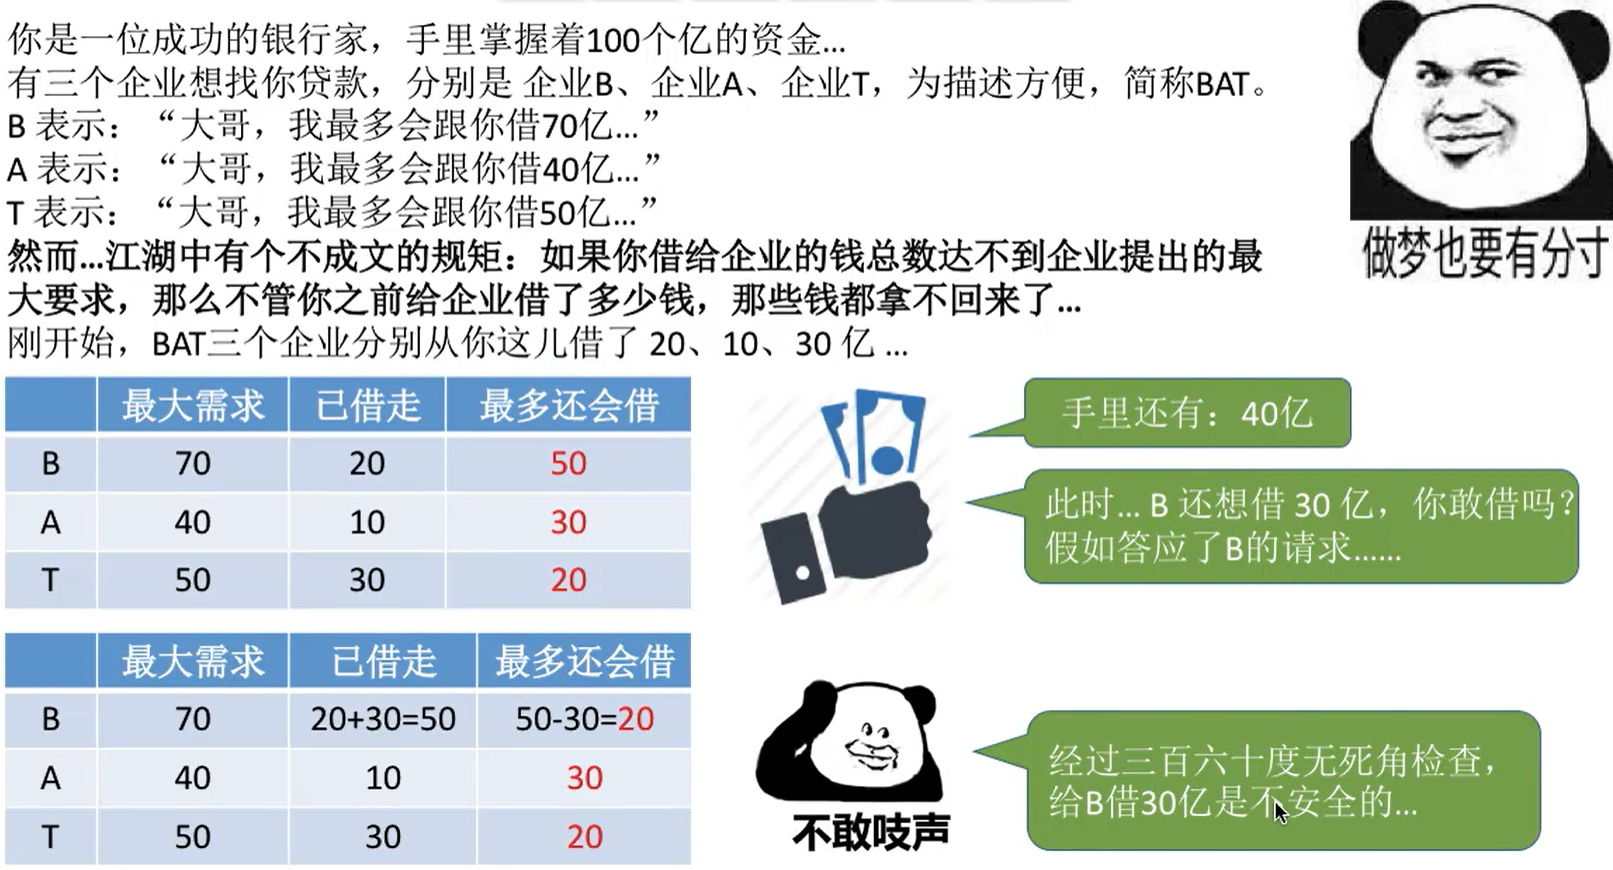 你是一位成功的银行家，手里掌握着100个亿的资金...
有三个企业想找你贷款，分别是 企业B、企业A、企业T，为描述方便，简称BAT。
B 表示：“大哥，我最多会跟你借70亿...”
A 表示：“大哥，我最多会跟你借40亿...”
T 表示：“大哥，我最多会跟你借50亿...”
然而...江湖中有个不成文的规矩：如果你借给企业的钱总数达不到企业提出的最
大要求，那么不管你之前给企业借了多少钱，那些钱都拿不回来了...
刚开始，BAT三个企业分别从你这儿借了 20、10、30 亿 ...
做梦也要有分寸
最大需求 已借走 最多还会借
B 70 20 50
A 40 10 30
T 50 30 20
手里还有：40亿
此时... B 还想借 30 亿，你敢借吗？
假如答应了B的请求......
最大需求 已借走 最多还会借
B 70 20+30=50 50-30=20
A 40 10 30
T 50 30 20
不敢吱声
经过三百六十度无死角检查，
给B借30亿是不安全的...